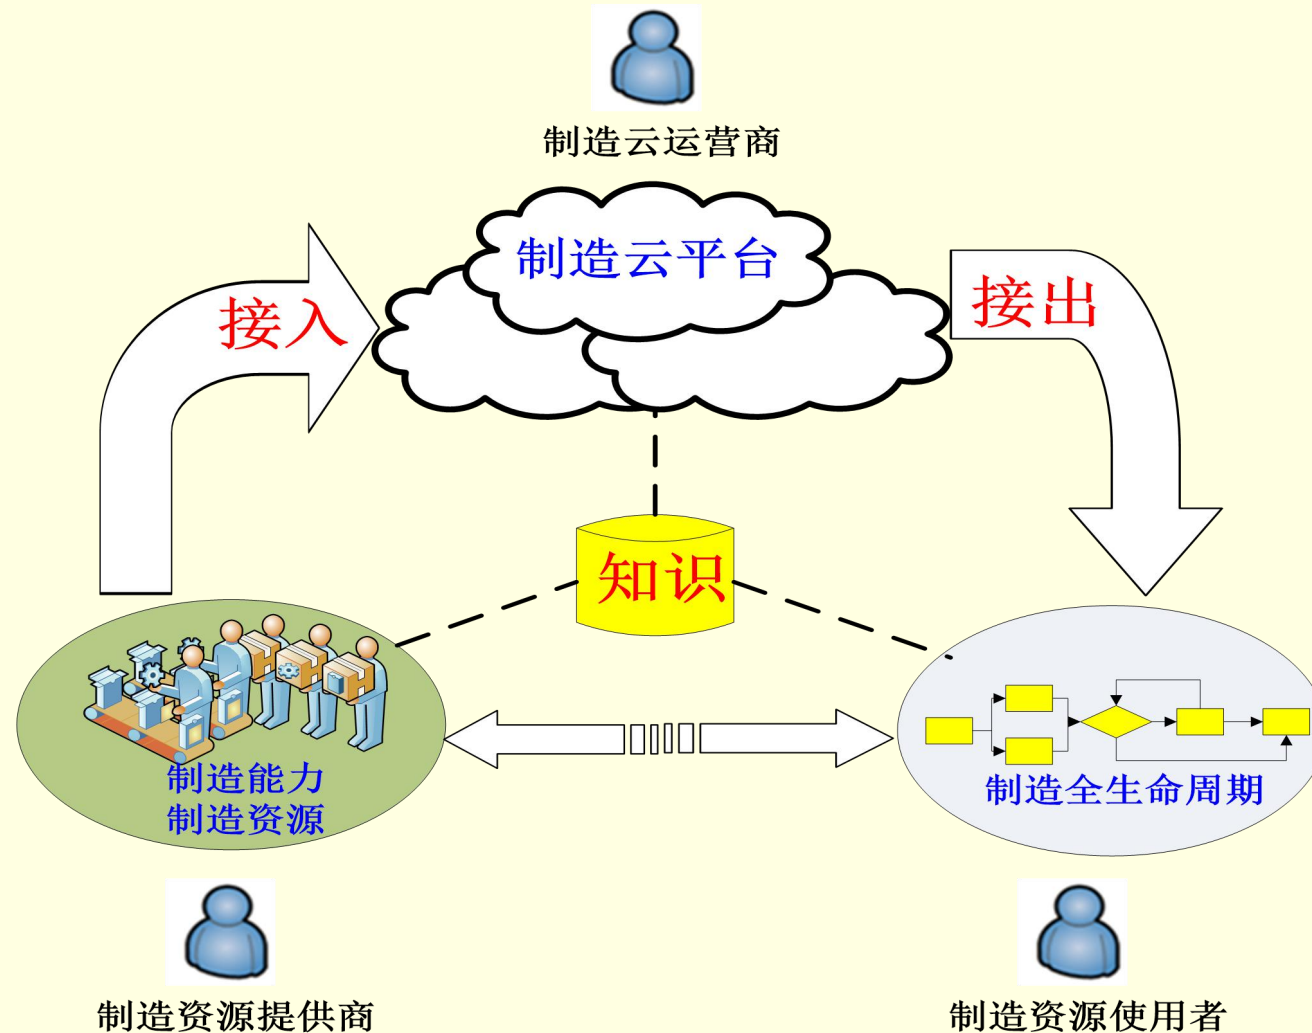 制造云运营商
制造云平台
接入
接出
知识
制造能力
制造资源
制造全生命周期
制造资源提供商
制造资源使用者